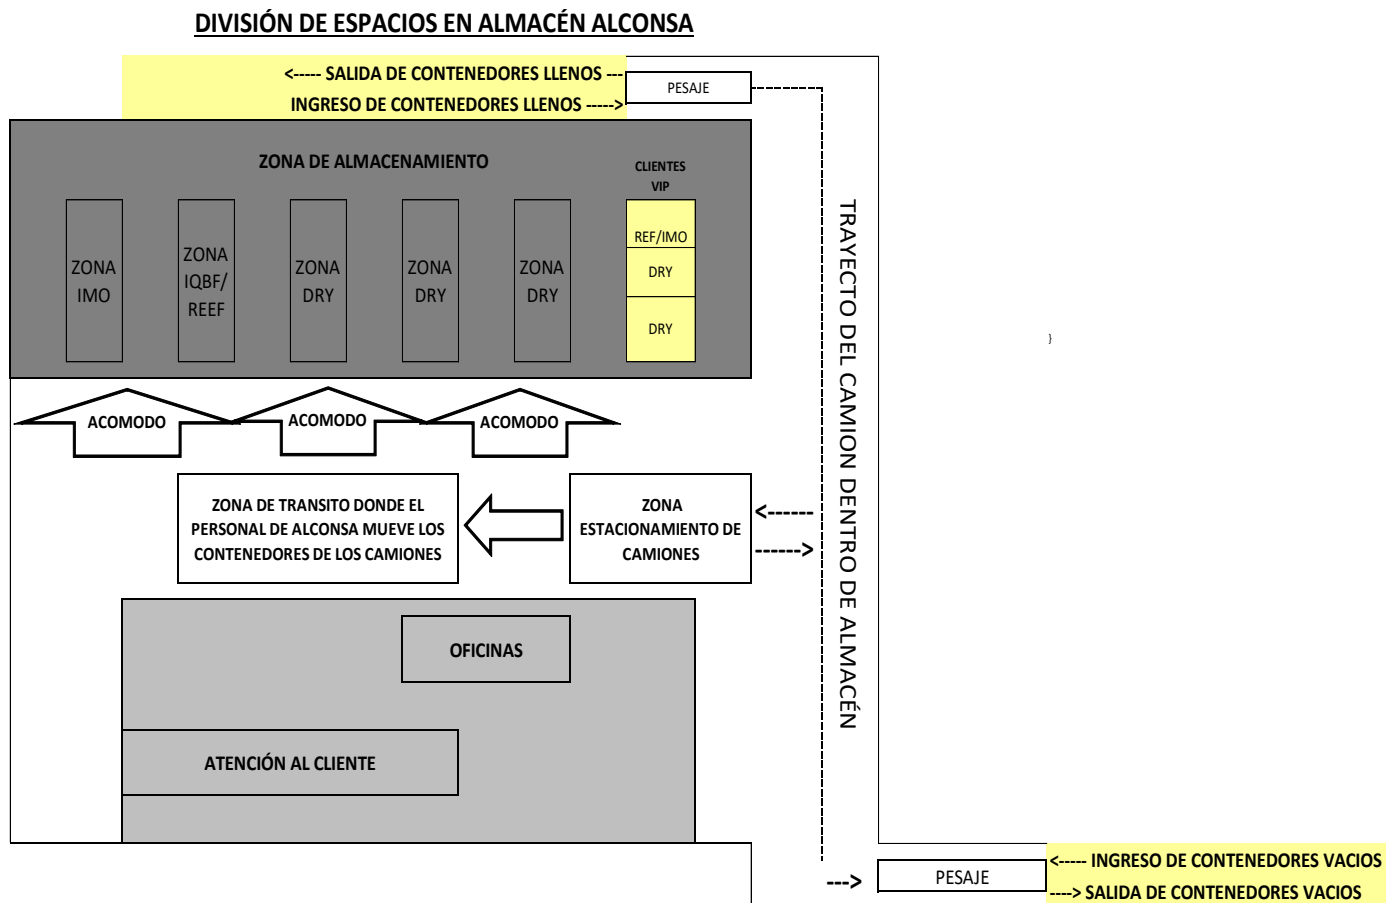 DIVISIÓN DE ESPACIOS EN ALMACÉN ALCONSA
<----- SALIDA DE CONTENEDORES LLENOS ---
INGRESO DE CONTENEDORES LLENOS ----->
PESAJE
ZONA DE ALMACENAMIENTO
CLIENTES
VIP
ZONA
IMO
ZONA
IQBF/
REEF
ZONA
DRY
ZONA
DRY
ZONA
DRY
REF/IMO
DRY
DRY
TRAYECTO DEL CAMION DENTRO DE ALMACÉN
}
ACOMODO
ACOMODO
ACOMODO
ZONA DE TRANSITO DONDE EL
PERSONAL DE ALCONSA MUEVE LOS
CONTENEDORES DE LOS CAMIONES
ZONA
ESTACIONAMIENTO DE
CAMIONES
<------
------>
OFICINAS
ATENCIÓN AL CLIENTE
--->
PESAJE
<----- INGRESO DE CONTENEDORES VACIOS
----> SALIDA DE CONTENEDORES VACIOS